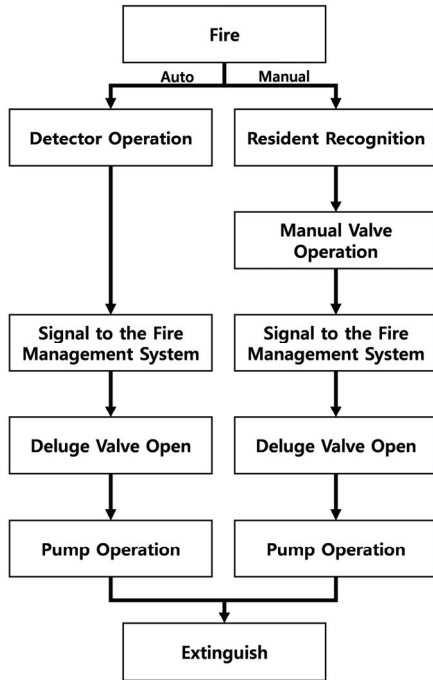 Fire
Auto
Manual
Detector Operation
Resident Recognition
Manual Valve
Operation
Signal to the Fire
Management System
Signal to the Fire
Management System
Deluge Valve Open
Deluge Valve Open
Pump Operation
Pump Operation
Extinguish